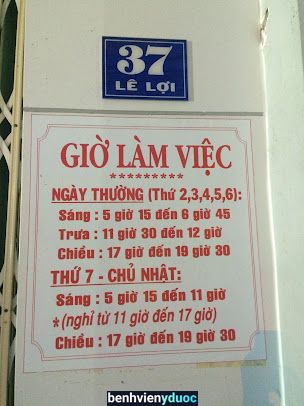 37
LÊ LỢI
GIỜ LÀM VIỆC
*********
NGÀY THƯỜNG (Thứ 2,3,4,5,6):
Sáng : 5 giờ 15 đến 6 giờ 45
Trưa : 11 giờ 30 đến 12 giờ
Chiều : 17 giờ đến 19 giờ 30
THỨ 7 - CHỦ NHẬT:
Sáng : 5 giờ 15 đến 11 giờ
*(nghỉ từ 11 giờ đến 17 giờ)
Chiều : 17 giờ đến 19 giờ 30
benhvienyduoc